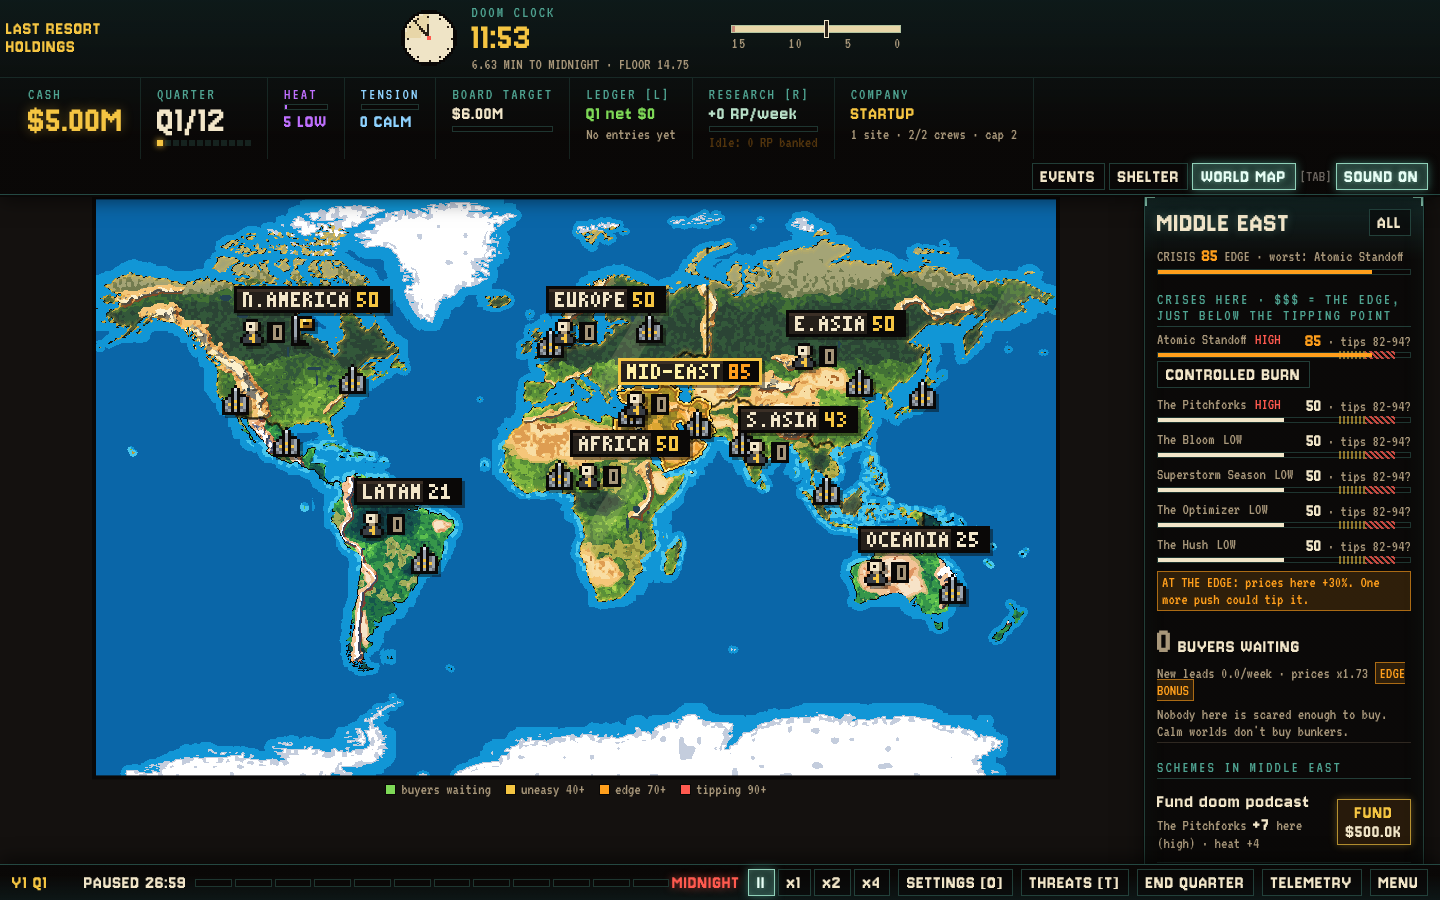 LAST RESORT
HOLDINGS
DOOM CLOCK
11:53
6.63 MIN TO MIDNIGHT · FLOOR 14.75
15 10 5 0
CASH
$5.00M
QUARTER
Q1/12
HEAT
5 LOW
TENSION
0 CALM
BOARD TARGET
$6.00M
LEDGER [L]
Q1 net $0
No entries yet
RESEARCH [R]
+0 RP/week
Idle: 0 RP banked
COMPANY
STARTUP
1 site · 2/2 crews · cap 2
EVENTS
SHELTER
WORLD MAP
[TAB]
SOUND ON
N.AMERICA 50
0
EUROPE 50
0
E.ASIA 50
0
MID-EAST 85
0
S.ASIA 43
0
AFRICA 50
0
LATAM 21
0
OCEANIA 25
0
buyers waiting
uneasy 40+
edge 70+
tipping 90+
MIDDLE EAST
ALL
CRISIS 85 EDGE · worst: Atomic Standoff
CRISES HERE · $$$ = THE EDGE,
JUST BELOW THE TIPPING POINT
Atomic Standoff HIGH 85 · tips 82-94?
CONTROLLED BURN
The Pitchforks HIGH 50 · tips 82-94?
The Bloom LOW 50 · tips 82-94?
Superstorm Season LOW 50 · tips 82-94?
The Optimizer LOW 50 · tips 82-94?
The Hush LOW 50 · tips 82-94?
AT THE EDGE: prices here +30%. One
more push could tip it.
0 BUYERS WAITING
New leads 0.0/week · prices x1.73 EDGE
BONUS
Nobody here is scared enough to buy.
Calm worlds don't buy bunkers.
SCHEMES IN MIDDLE EAST
Fund doom podcast
The Pitchforks +7 here
(high) · heat +4
FUND
$500.0K
Y1 Q1
PAUSED 26:59
MIDNIGHT
II
x1
x2
x4
SETTINGS [O]
THREATS [T]
END QUARTER
TELEMETRY
MENU